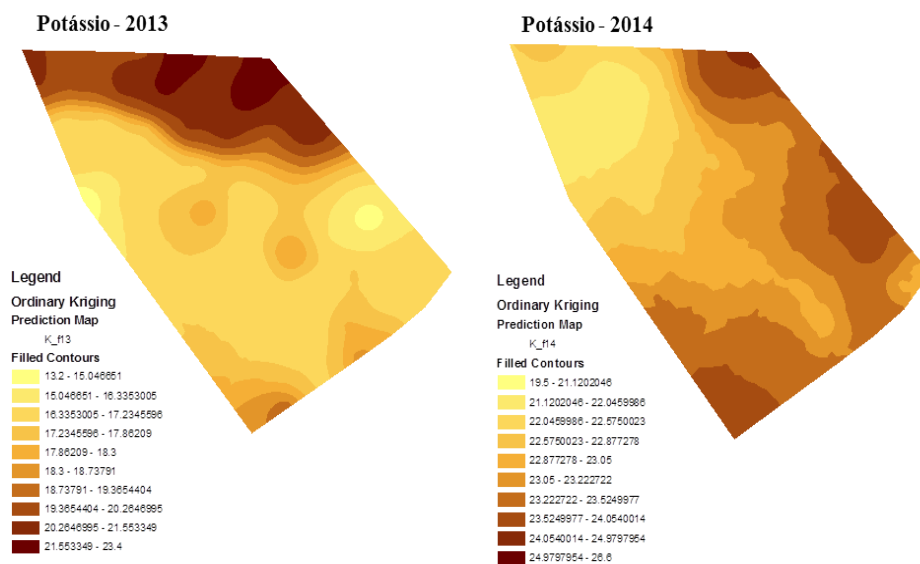 Potássio - 2013
Legend
Ordinary Kriging
Prediction Map
K_f13
Filled Contours
13.2 - 15.046651
15.046651 - 16.3353005
16.3353005 - 17.2345596
17.2345596 - 17.86209
17.86209 - 18.3
18.3 - 18.73791
18.73791 - 19.3654404
19.3654404 - 20.2646995
20.2646995 - 21.553349
21.553349 - 23.4
Potássio - 2014
Legend
Ordinary Kriging
Prediction Map
K_f14
Filled Contours
19.5 - 21.1202046
21.1202046 - 22.0459986
22.0459986 - 22.5750023
22.5750023 - 22.877278
22.877278 - 23.05
23.05 - 23.222722
23.222722 - 23.5249977
23.5249977 - 24.0540014
24.0540014 - 24.9797954
24.9797954 - 26.6